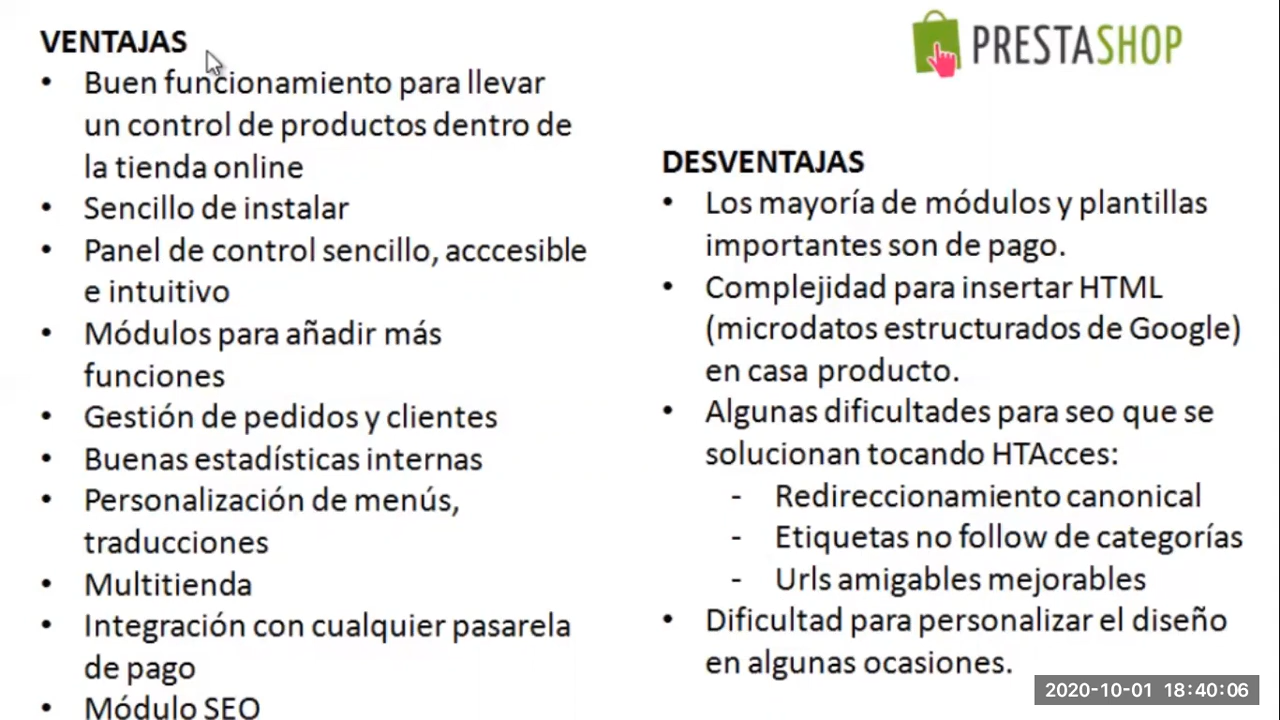 VENTAJAS
• Buen funcionamiento para llevar
un control de productos dentro de
la tienda online
• Sencillo de instalar
• Panel de control sencillo, acccesible
e intuitivo
• Módulos para añadir más
funciones
• Gestión de pedidos y clientes
• Buenas estadísticas internas
• Personalización de menús,
traducciones
• Multitienda
• Integración con cualquier pasarela
de pago
• Módulo SEO
PRESTASHOP
DESVENTAJAS
• Los mayoría de módulos y plantillas
importantes son de pago.
• Complejidad para insertar HTML
(microdatos estructurados de Google)
en casa producto.
• Algunas dificultades para seo que se
solucionan tocando HTAcces:
- Redireccionamiento canonical
- Etiquetas no follow de categorías
- Urls amigables mejorables
• Dificultad para personalizar el diseño
en algunas ocasiones.
2020-10-01 18:40:06